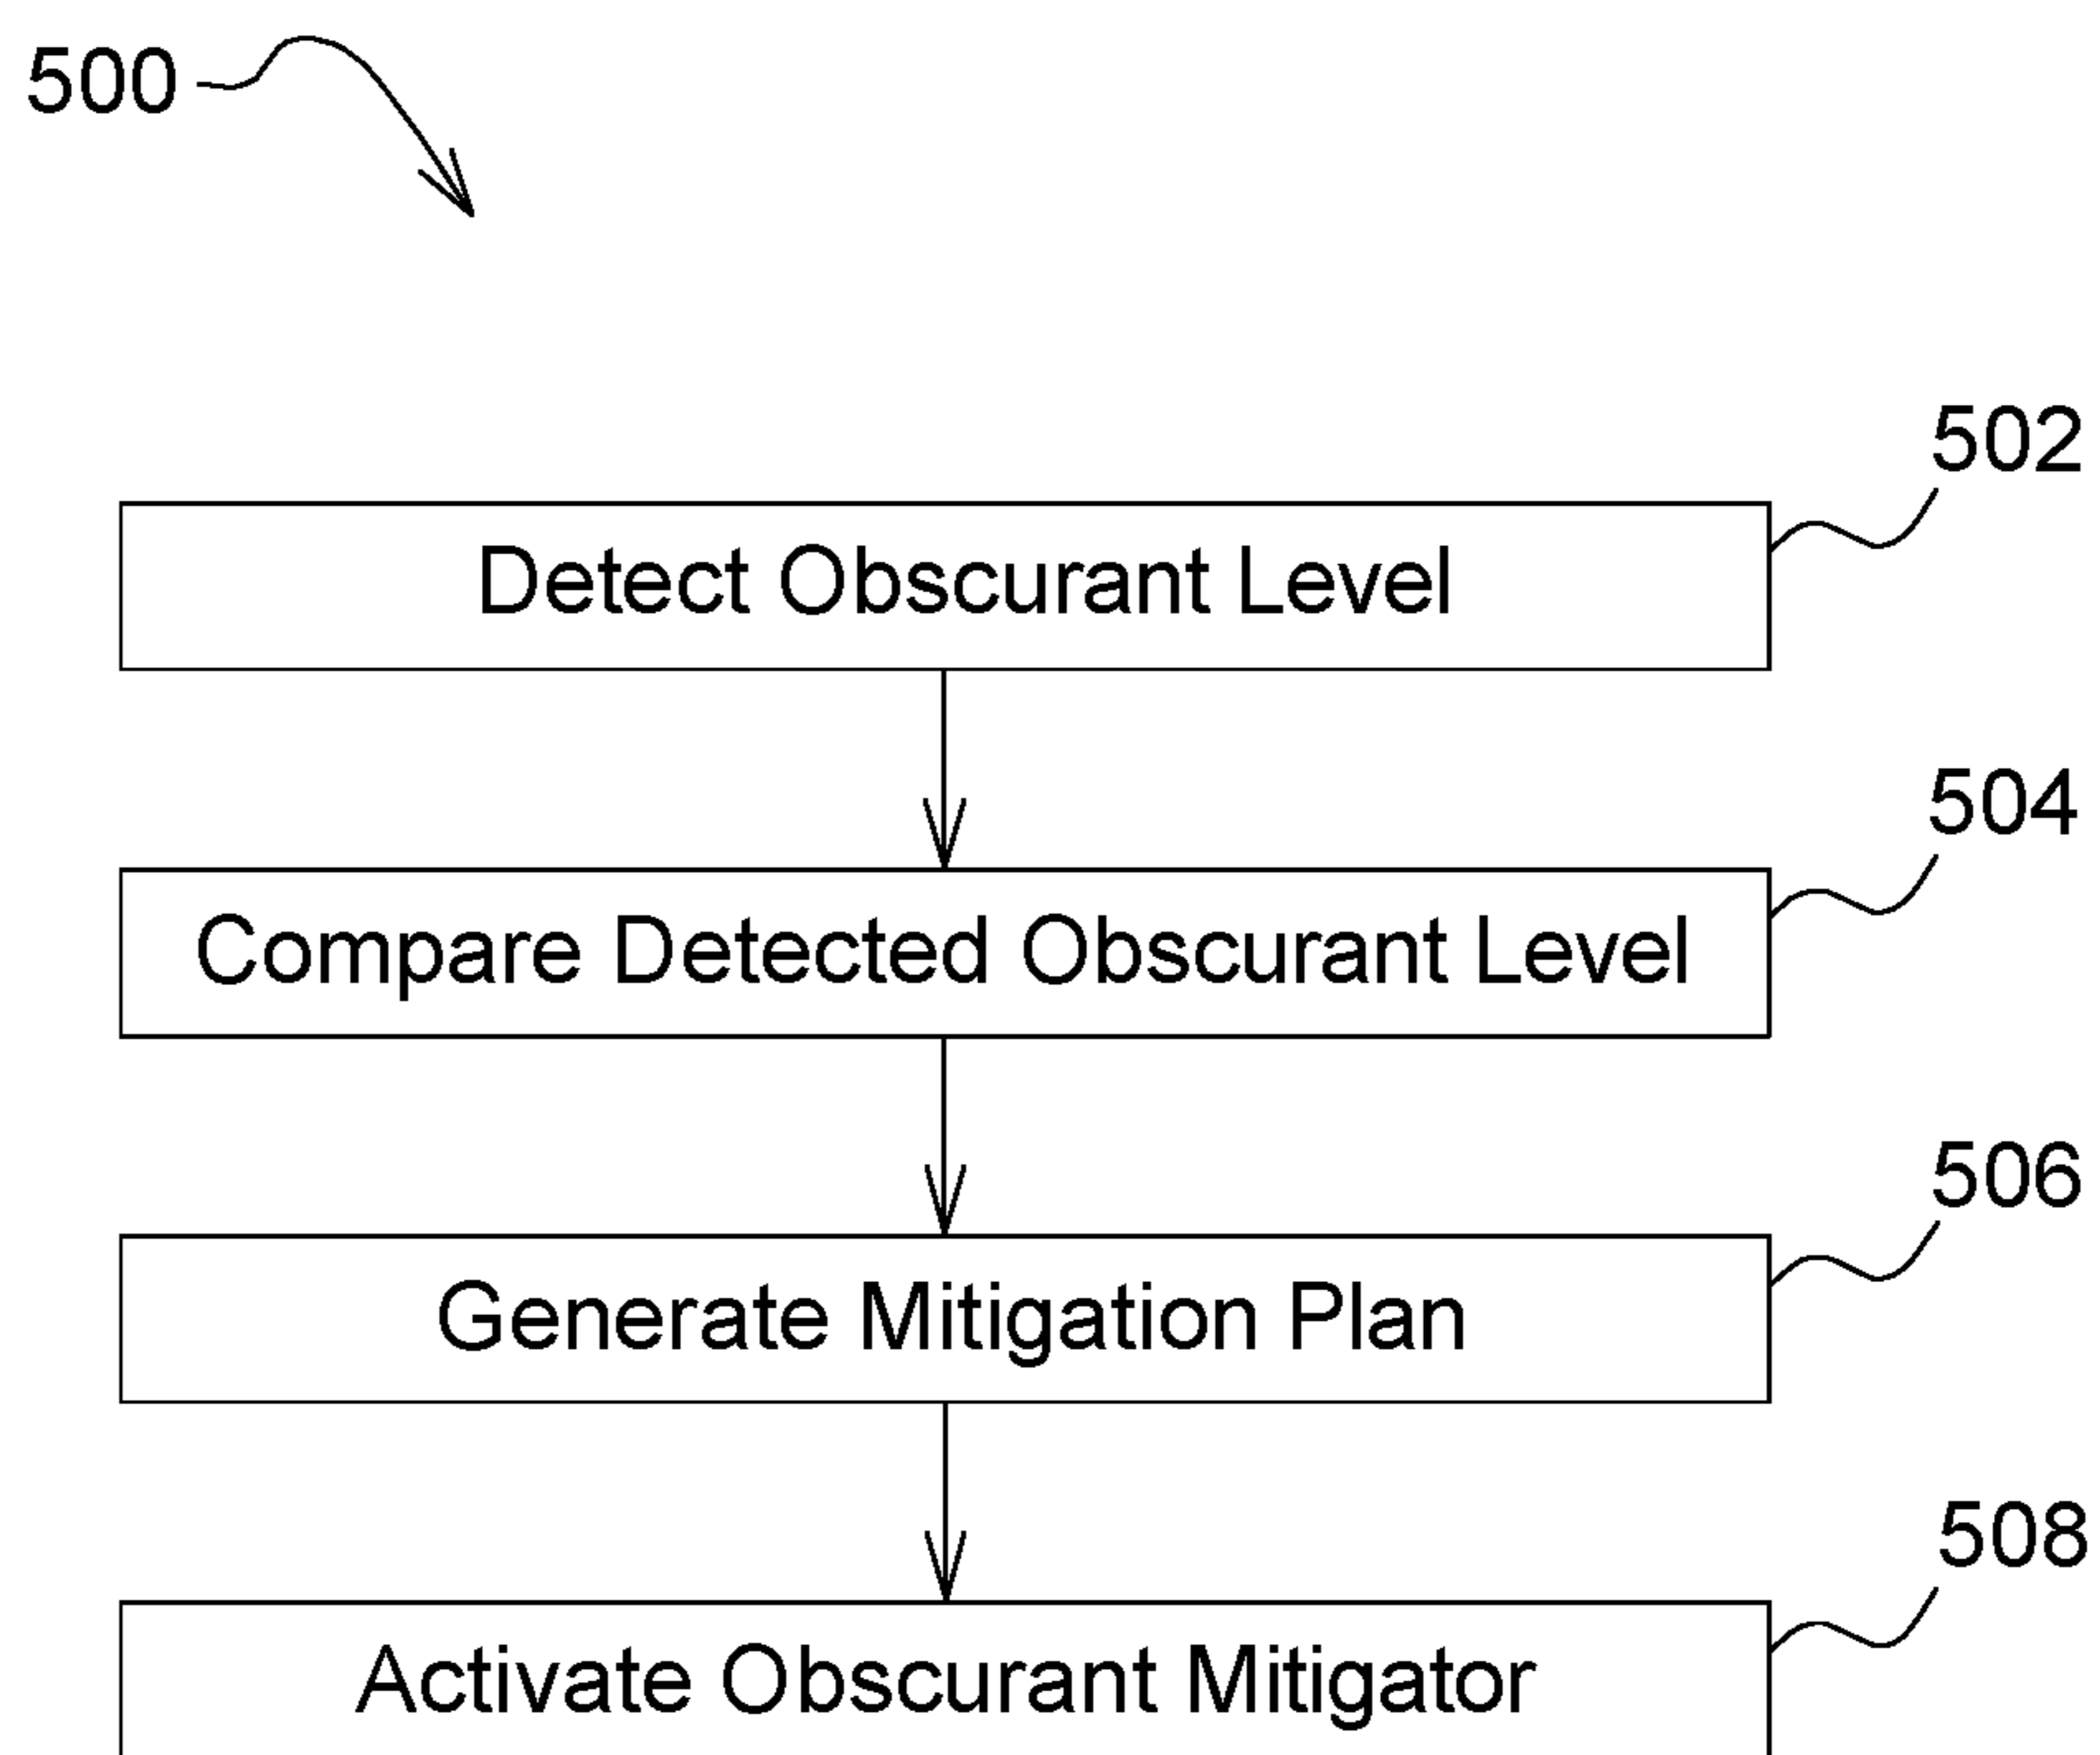 500
502
Detect Obscurant Level
504
Compare Detected Obscurant Level
506
Generate Mitigation Plan
508
Activate Obscurant Mitigator